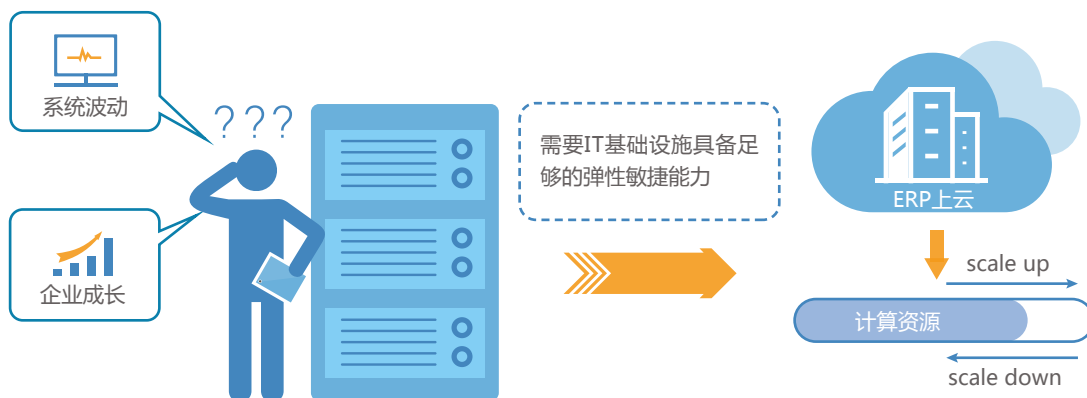 系统波动
???
企业成长
需要IT基础设施具备足
够的弹性敏捷能力
ERP上云
scale up
计算资源
scale down